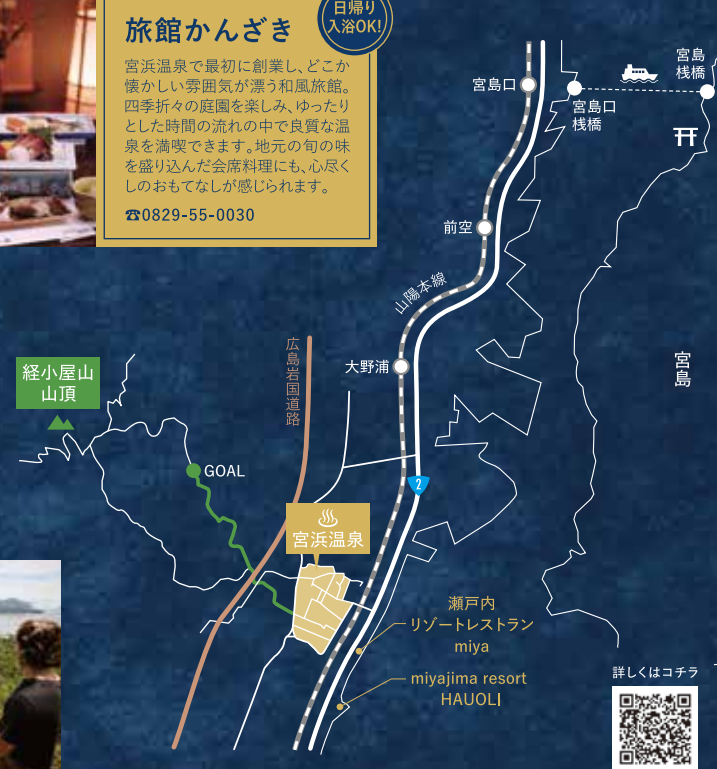 日帰り
入浴OK!
旅館かんざき
宮浜温泉で最初に創業し、どこか
懐かしい雰囲気が漂う和風旅館。
四季折々の庭園を楽しみ、ゆったり
とした時間の流れの中で良質な温
泉を満喫できます。地元の旬の味
を盛り込んだ会席料理にも、心尽く
しのおもてなしが感じられます。
☎0829-55-0030
宮島口
宮島口
桟橋
宮島
桟橋
前空
山陽本線
大野浦
宮島
広島岩国道路
経小屋山
山頂
GOAL
2
宮浜温泉
瀬戸内
リゾートレストラン
miya
miyajima resort
HAUOLI
詳しくはコチラ